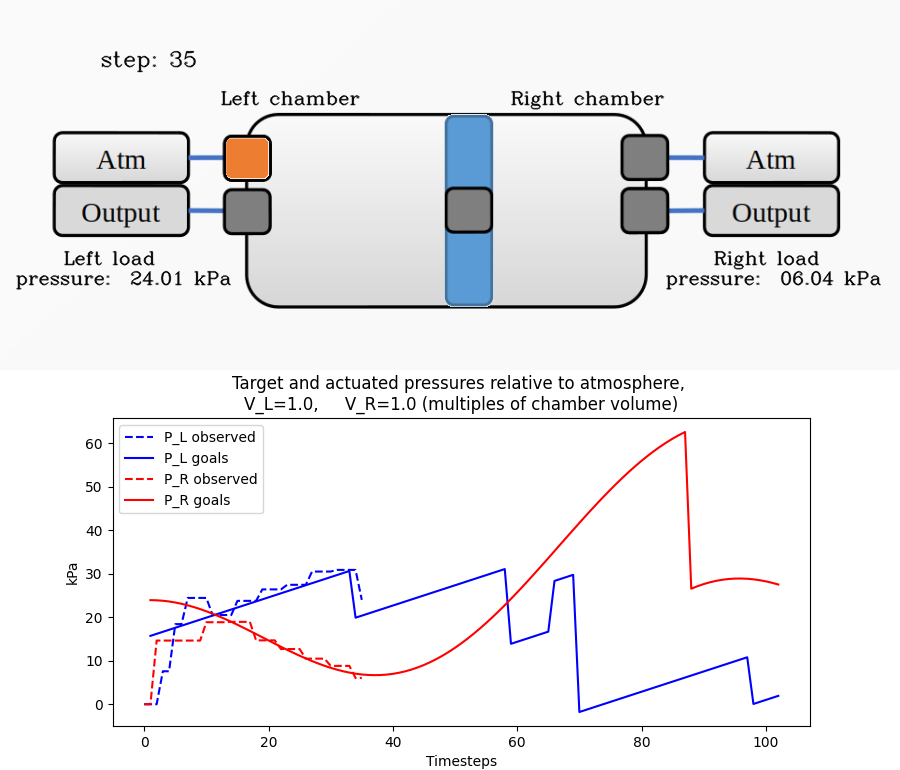 step: 35
Left chamber
Right chamber
Atm
Atm
Output
Output
Left load
pressure: 24.01 kPa
Right load
pressure: 06.04 kPa
Target and actuated pressures relative to atmosphere,
V_L=1.0, V_R=1.0 (multiples of chamber volume)
P_L observed
P_L goals
P_R observed
P_R goals
60
50
40
30
20
10
0
kPa
0 20 40 60 80 100
Timesteps